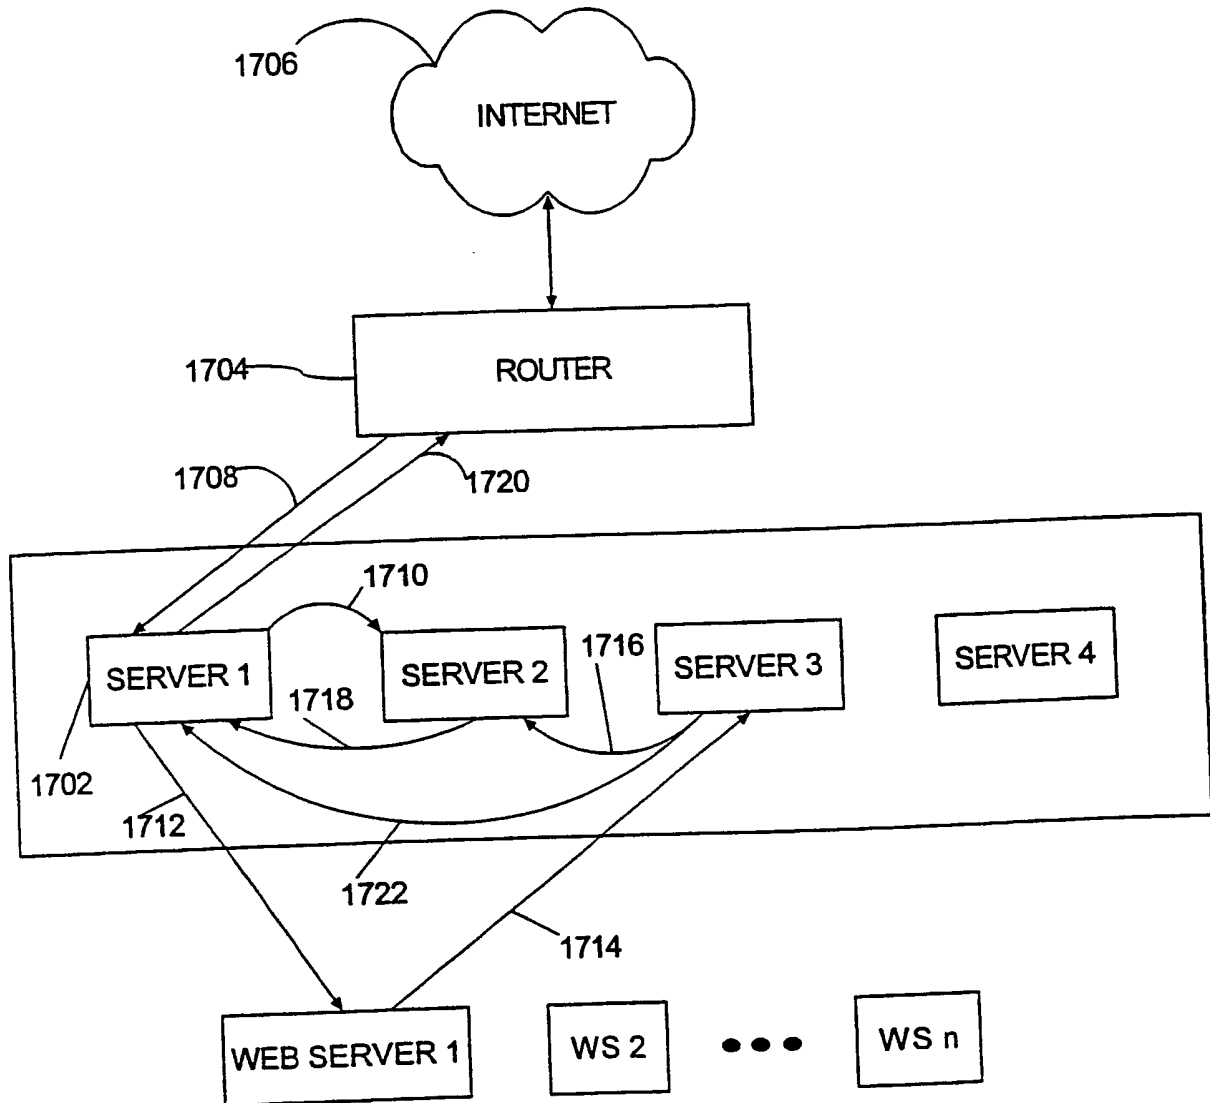 1706
INTERNET
1704
ROUTER
1708
1720
1710
SERVER 1
SERVER 2
1716
SERVER 3
SERVER 4
1718
1702
1712
1722
1714
WEB SERVER 1
WS 2
WS n